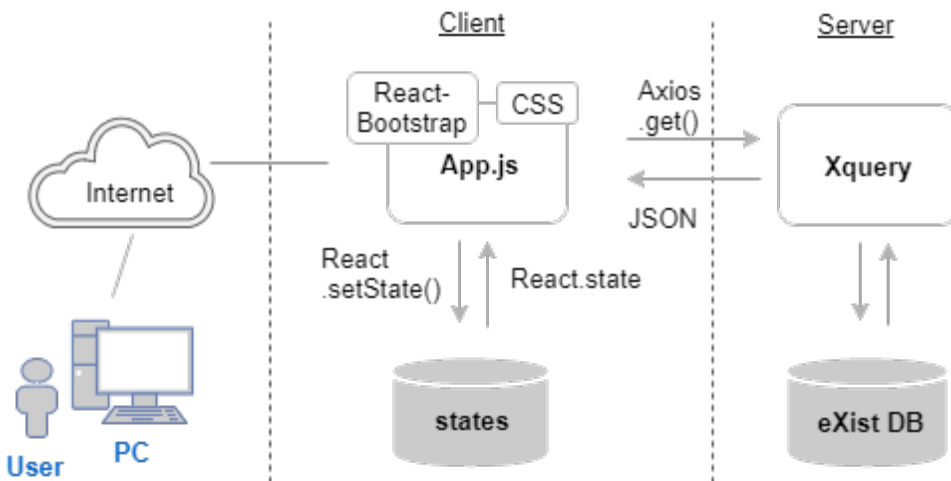 Client
Server
React-
Bootstrap
CSS
App.js
Axios
.get()
Xquery
JSON
Internet
React
.setState()
React.state
states
eXist DB
User
PC